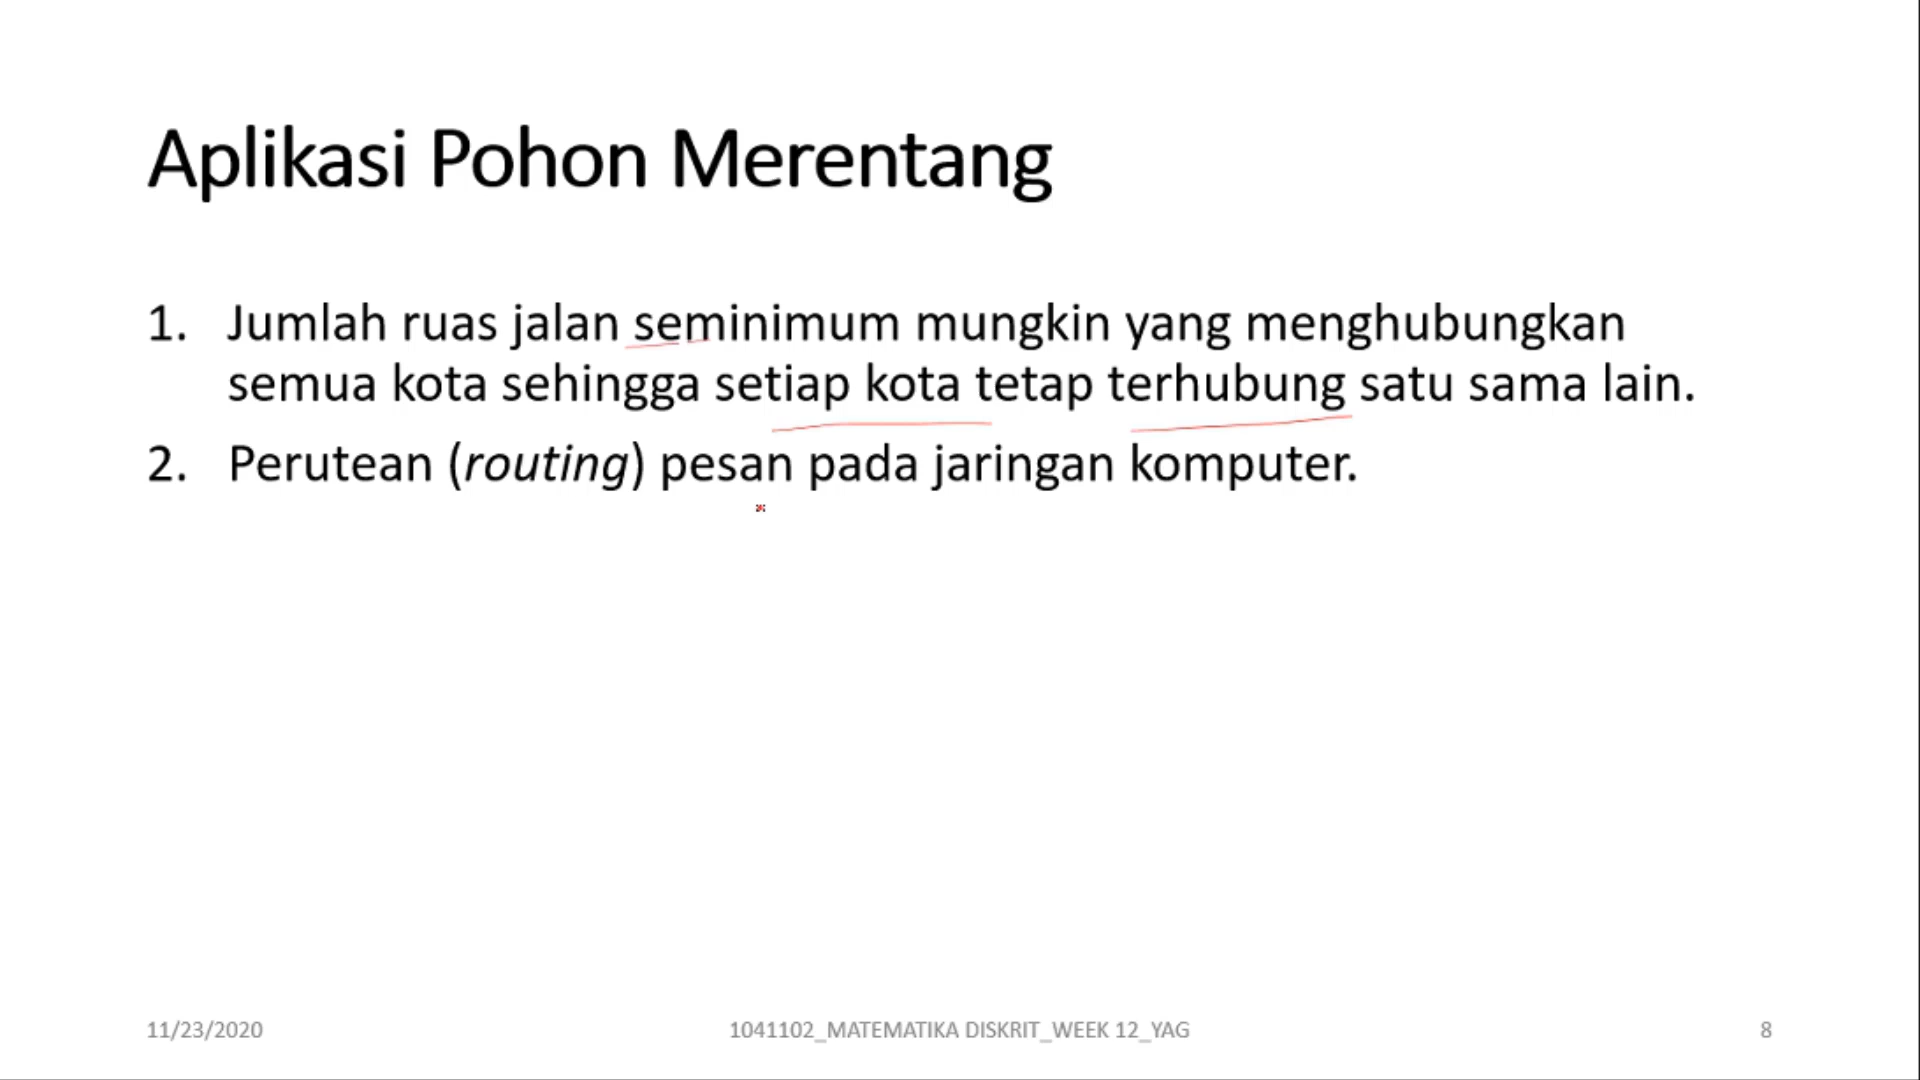 Aplikasi Pohon Merentang
1. Jumlah ruas jalan seminimum mungkin yang menghubungkan
semua kota sehingga setiap kota tetap terhubung satu sama lain.
2. Perutean (routing) pesan pada jaringan komputer.
11/23/2020
1041102_MATEMATIKA DISKRIT_WEEK 12_YAG
8